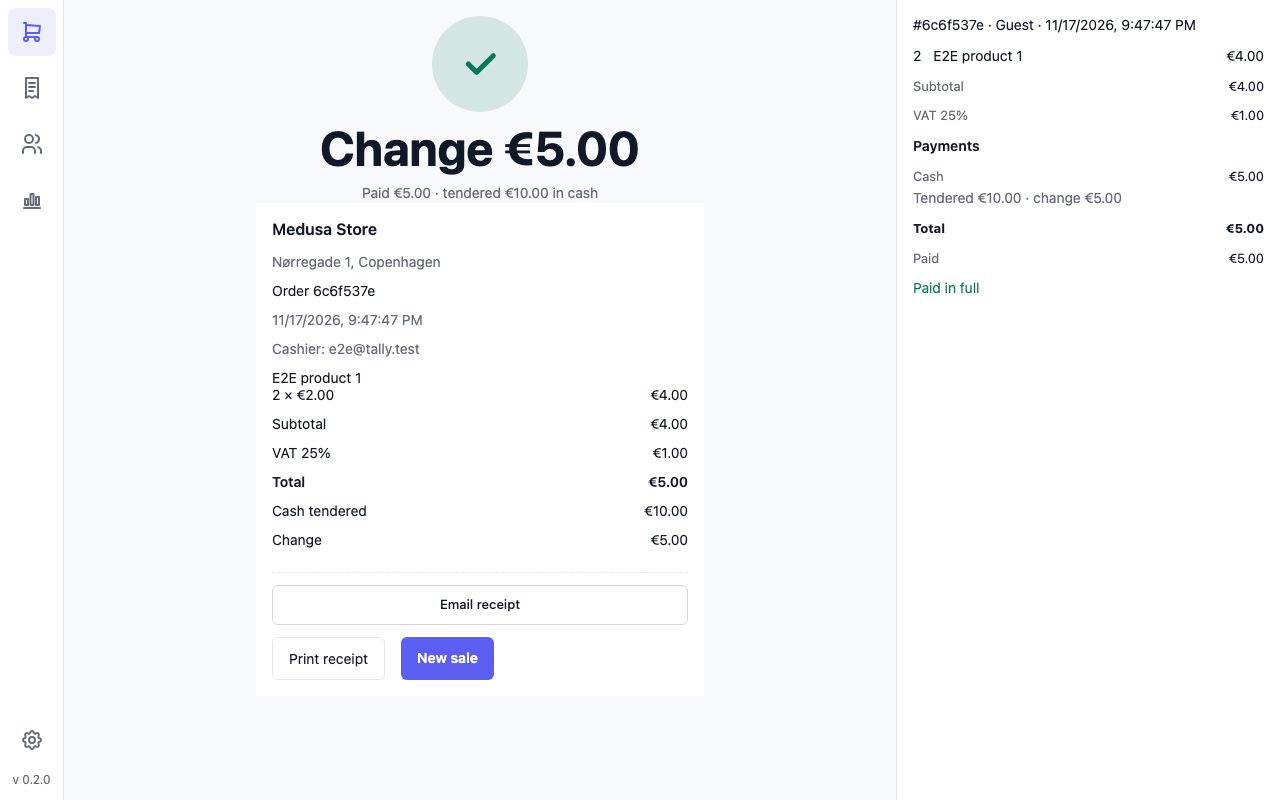 Change €5.00
Paid €5.00 · tendered €10.00 in cash
Medusa Store
Nørregade 1, Copenhagen
Order 6c6f537e
11/17/2026, 9:47:47 PM
Cashier: e2e@tally.test
E2E product 1
2 × €2.00 €4.00
Subtotal €4.00
VAT 25% €1.00
Total €5.00
Cash tendered €10.00
Change €5.00
Email receipt
Print receipt New sale
#6c6f537e · Guest · 11/17/2026, 9:47:47 PM
2 E2E product 1 €4.00
Subtotal €4.00
VAT 25% €1.00
Payments
Cash €5.00
Tendered €10.00 · change €5.00
Total €5.00
Paid €5.00
Paid in full
v 0.2.0